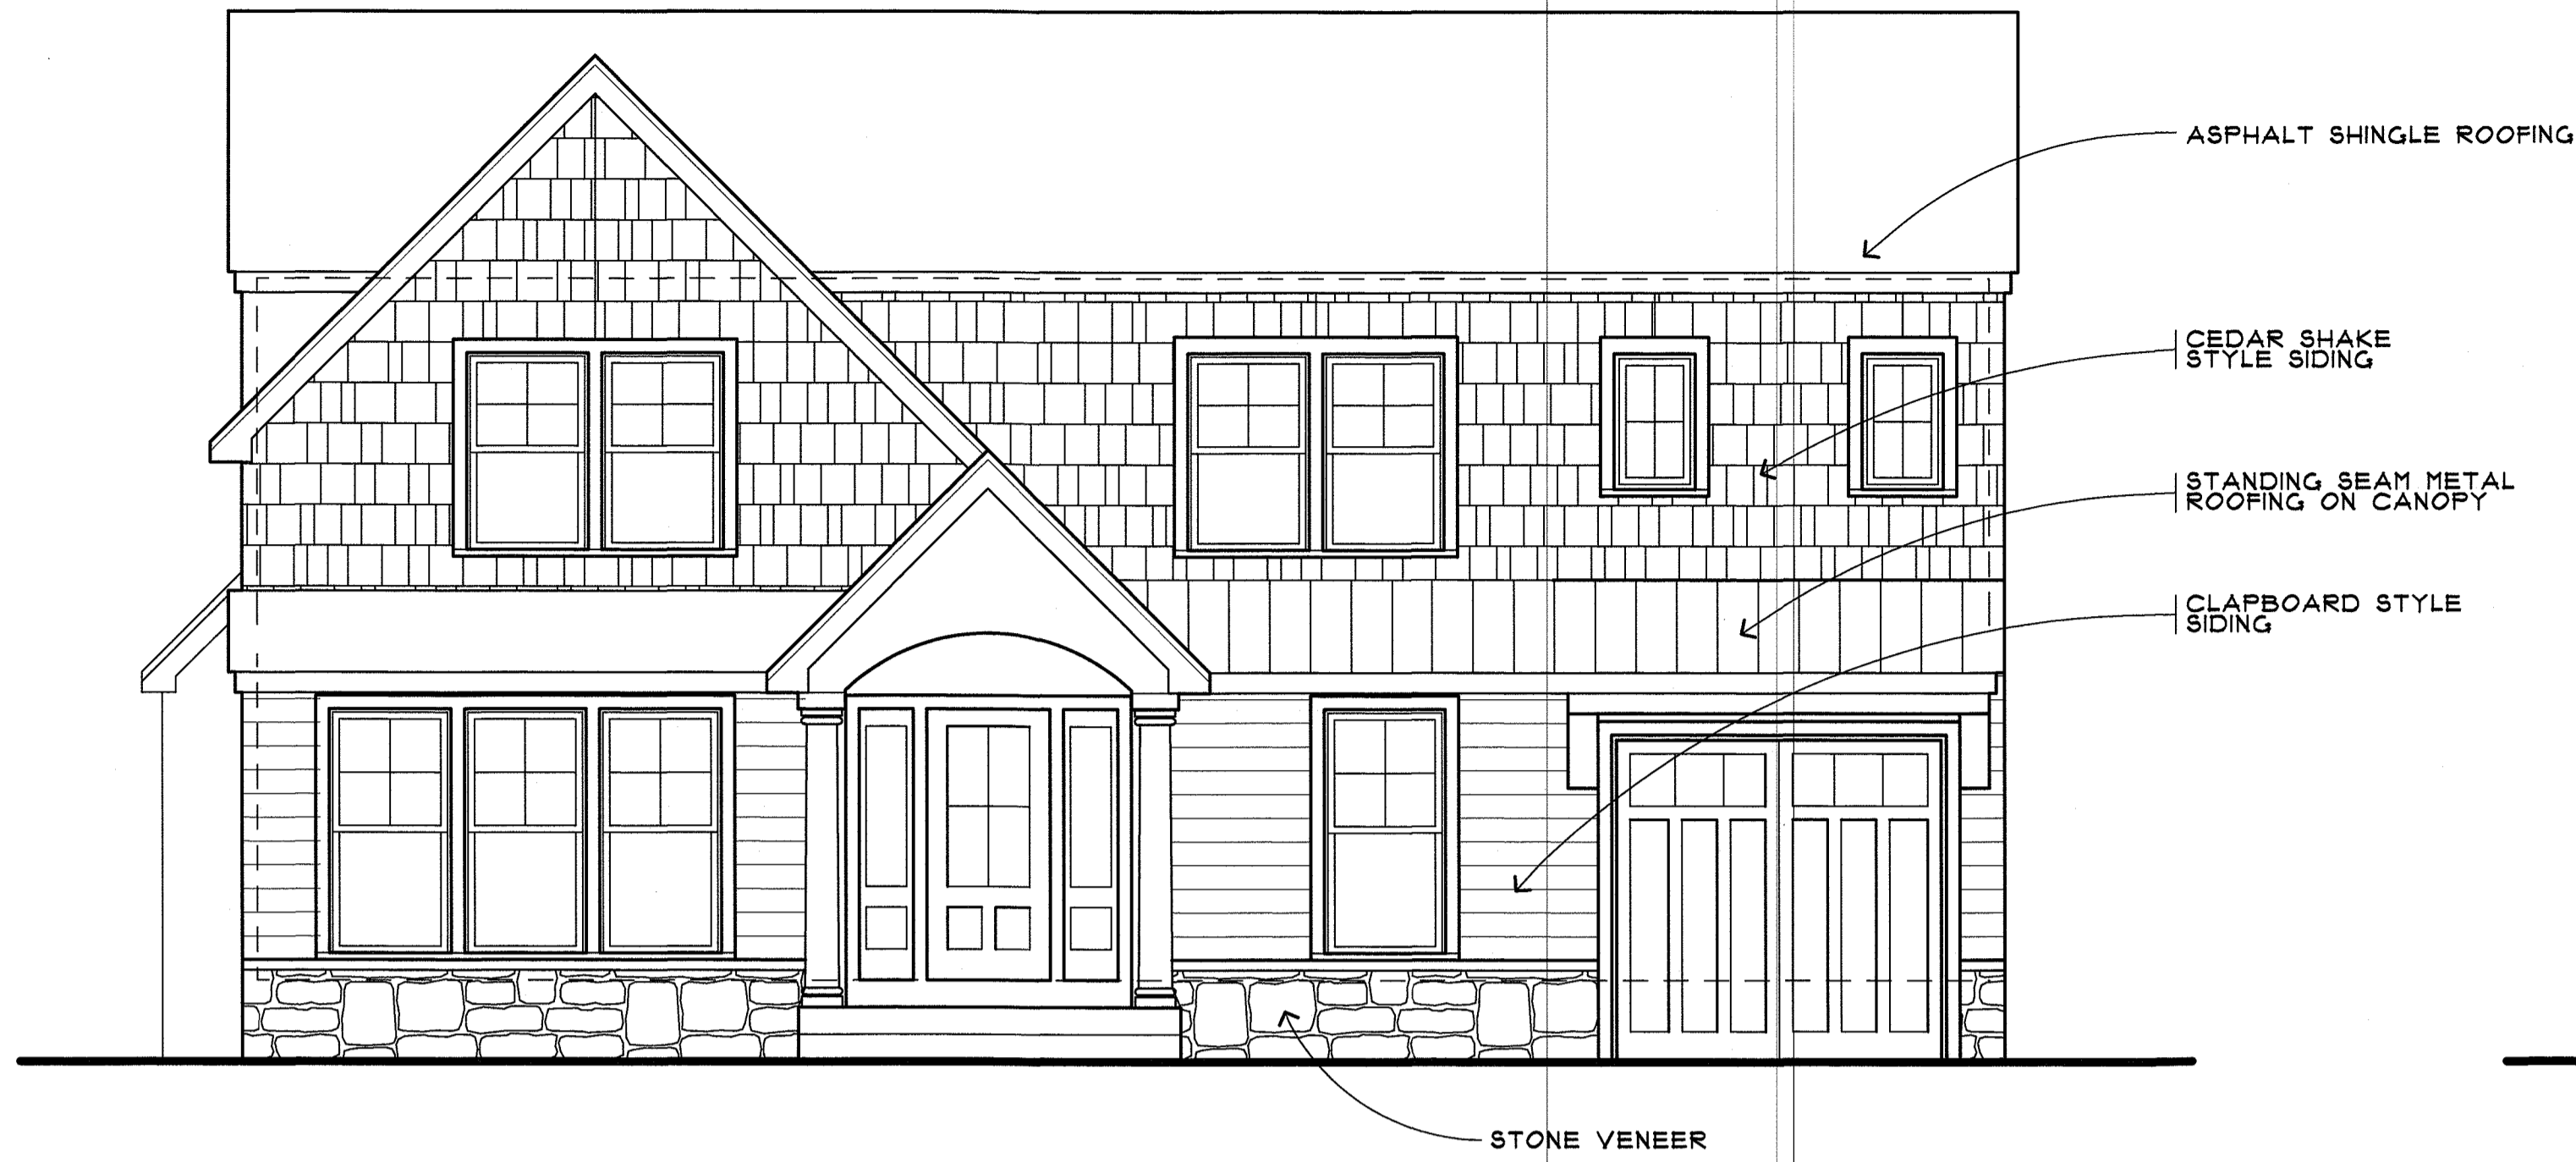 ASPHALT SHINGLE ROOFING
CEDAR SHAKE
STYLE SIDING
STANDING SEAM METAL
ROOFING ON CANOPY
CLAPBOARD STYLE
SIDING
STONE VENEER